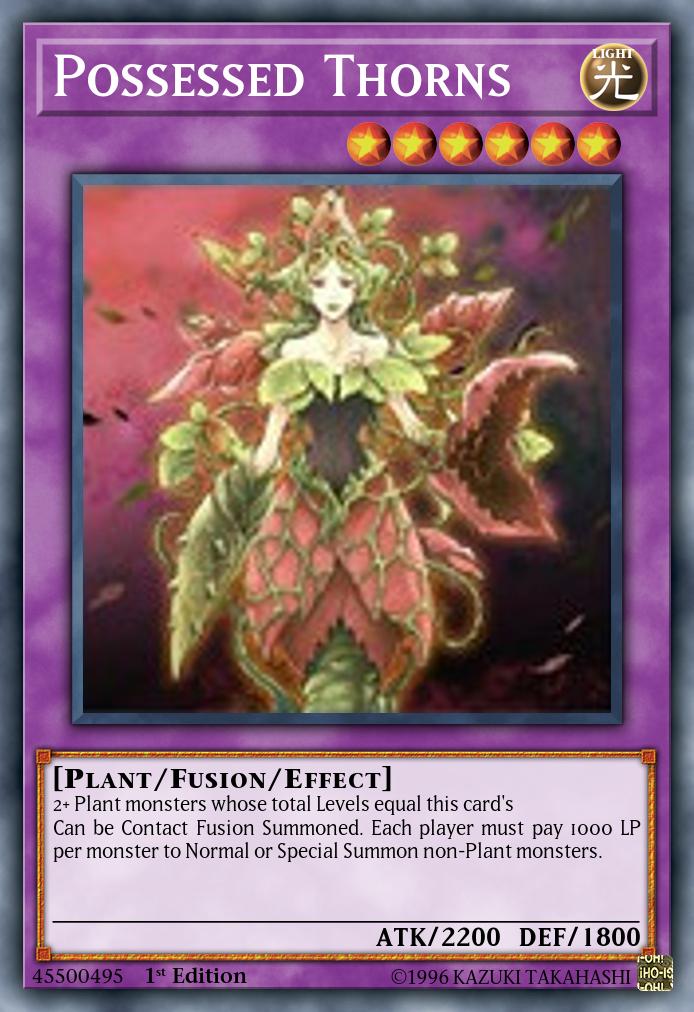 Possessed Thorns
LIGHT
光
[Plant/Fusion/Effect]
2+ Plant monsters whose total Levels equal this card's
Can be Contact Fusion Summoned. Each player must pay 1000 LP
per monster to Normal or Special Summon non-Plant monsters.
ATK/2200 DEF/1800
45500495 1st Edition ©1996 KAZUKI TAKAHASHI